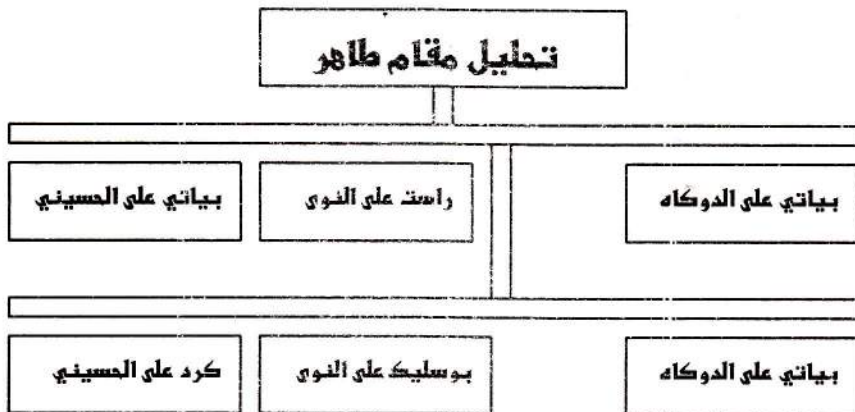 تحليل مقام طاهر
بياتي على الدوكاه
راست على النوى
بياتي على الحسيني
بياتي على الدوكاه
بوسليك على النوى
كرد على الحسيني